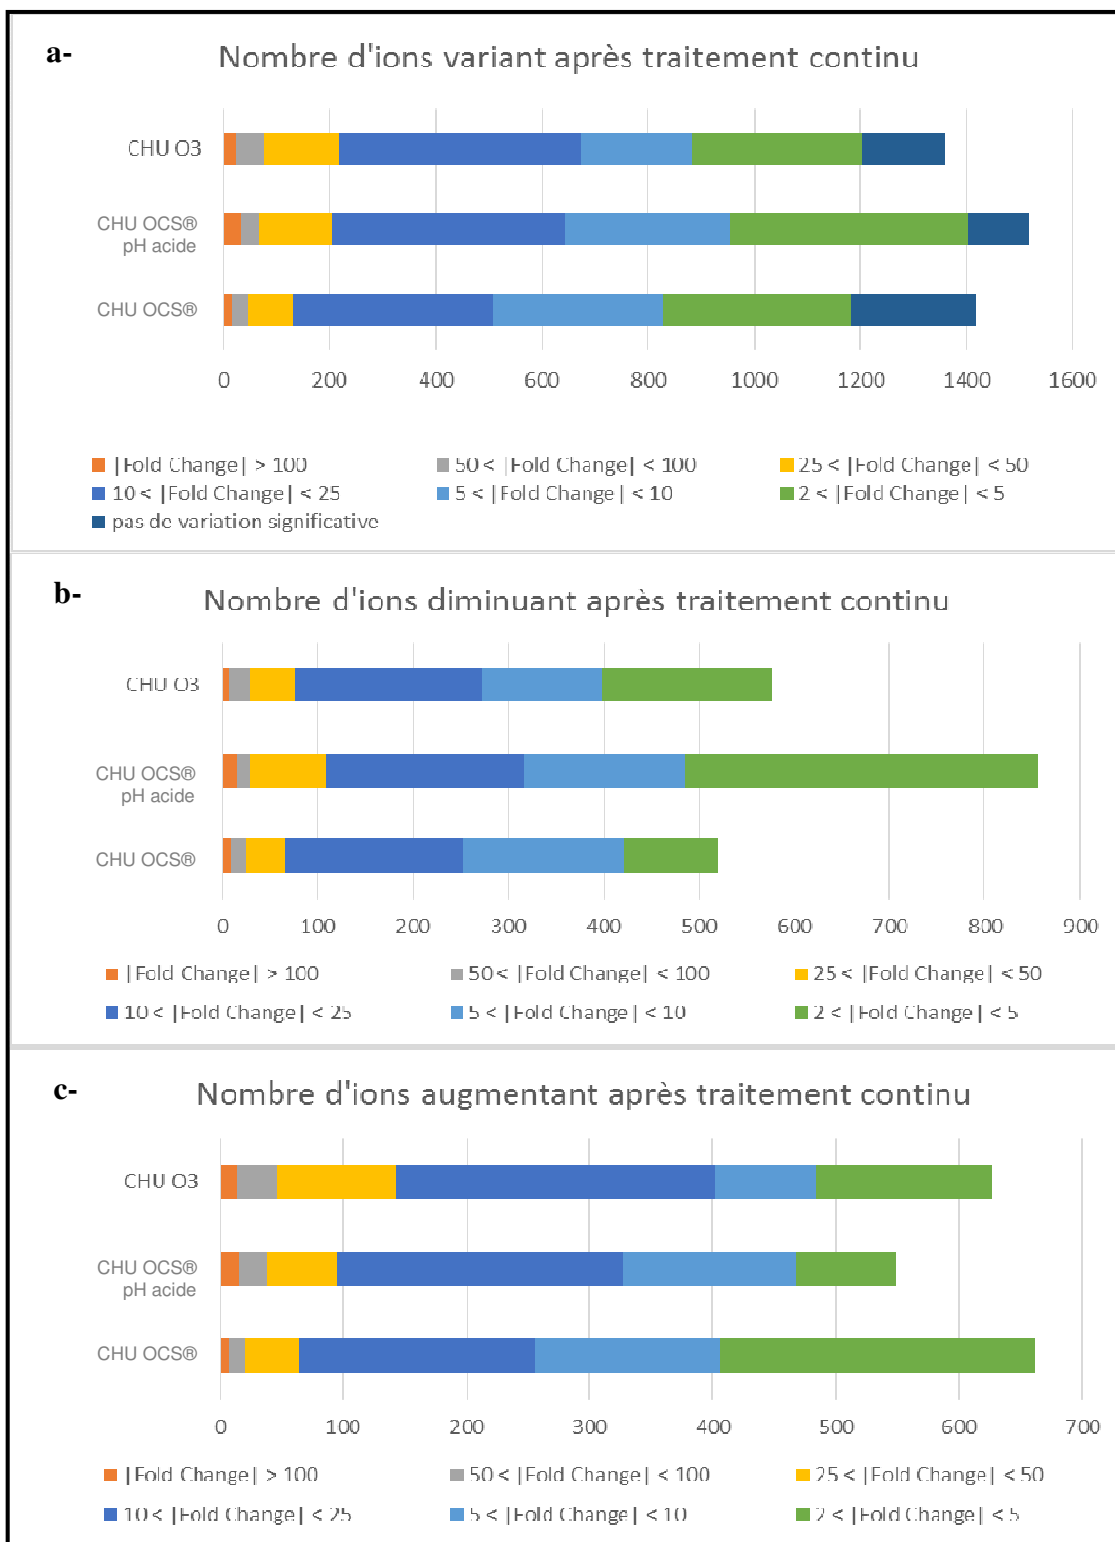 a-
Nombre d'ions variant après traitement continu
CHU O3
CHU OCS®
pH acide
CHU OCS®
0 200 400 600 800 1000 1200 1400 1600
|Fold Change| > 100 50 < |Fold Change| < 100 25 < |Fold Change| < 50
10 < |Fold Change| < 25 5 < |Fold Change| < 10 2 < |Fold Change| < 5
pas de variation significative
b-
Nombre d'ions diminuant après traitement continu
CHU O3
CHU OCS®
pH acide
CHU OCS®
0 100 200 300 400 500 600 700 800 900
|Fold Change| > 100 50 < |Fold Change| < 100 25 < |Fold Change| < 50
10 < |Fold Change| < 25 5 < |Fold Change| < 10 2 < |Fold Change| < 5
c-
Nombre d'ions augmentant après traitement continu
CHU O3
CHU OCS®
pH acide
CHU OCS®
0 100 200 300 400 500 600 700
|Fold Change| > 100 50 < |Fold Change| < 100 25 < |Fold Change| < 50
10 < |Fold Change| < 25 5 < |Fold Change| < 10 2 < |Fold Change| < 5